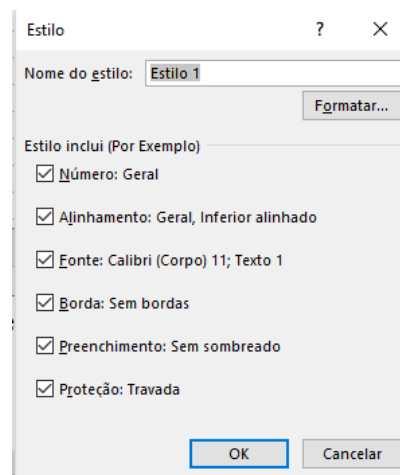 Estilo ?
Nome do estilo: Estilo 1
Formatar...
Estilo inclui (Por Exemplo)
Número: Geral
Alinhamento: Geral, Inferior alinhado
Fonte: Calibri (Corpo) 11; Texto 1
Borda: Sem bordas
Preenchimento: Sem sombreado
Proteção: Travada
OK Cancelar